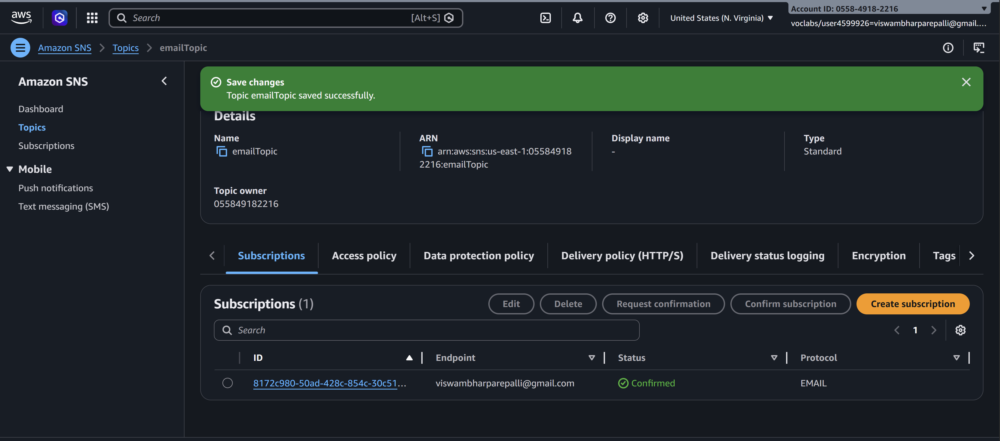 aws
Search
[Alt+S]
United States (N. Virginia)
Account ID: 0558-4918-2216
voclabs/user4599926=viswambharparepalli@gmail....
Amazon SNS
Topics
emailTopic
Amazon SNS
Dashboard
Topics
Subscriptions
Mobile
Push notifications
Text messaging (SMS)
Save changes
Topic emailTopic saved successfully.
Details
Name
emailTopic
ARN
arn:aws:sns:us-east-1:05584918
2216:emailTopic
Display name
-
Type
Standard
Topic owner
055849182216
Subscriptions
Access policy
Data protection policy
Delivery policy (HTTP/S)
Delivery status logging
Encryption
Tags
Subscriptions (1)
Edit
Delete
Request confirmation
Confirm subscription
Create subscription
Search
1
ID
Endpoint
Status
Protocol
8172c980-50ad-428c-854c-30c51...
viswambharparepalli@gmail.com
Confirmed
EMAIL